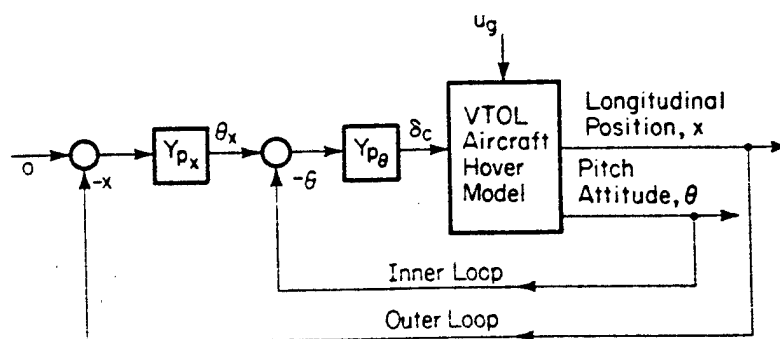 u_g
VTOL
Aircraft
Hover
Model
Longitudinal
Position, x
Pitch
Attitude, θ
o
-x
Y_p_x
θ_x
-θ
Y_p_θ
δ_c
Inner Loop
Outer Loop